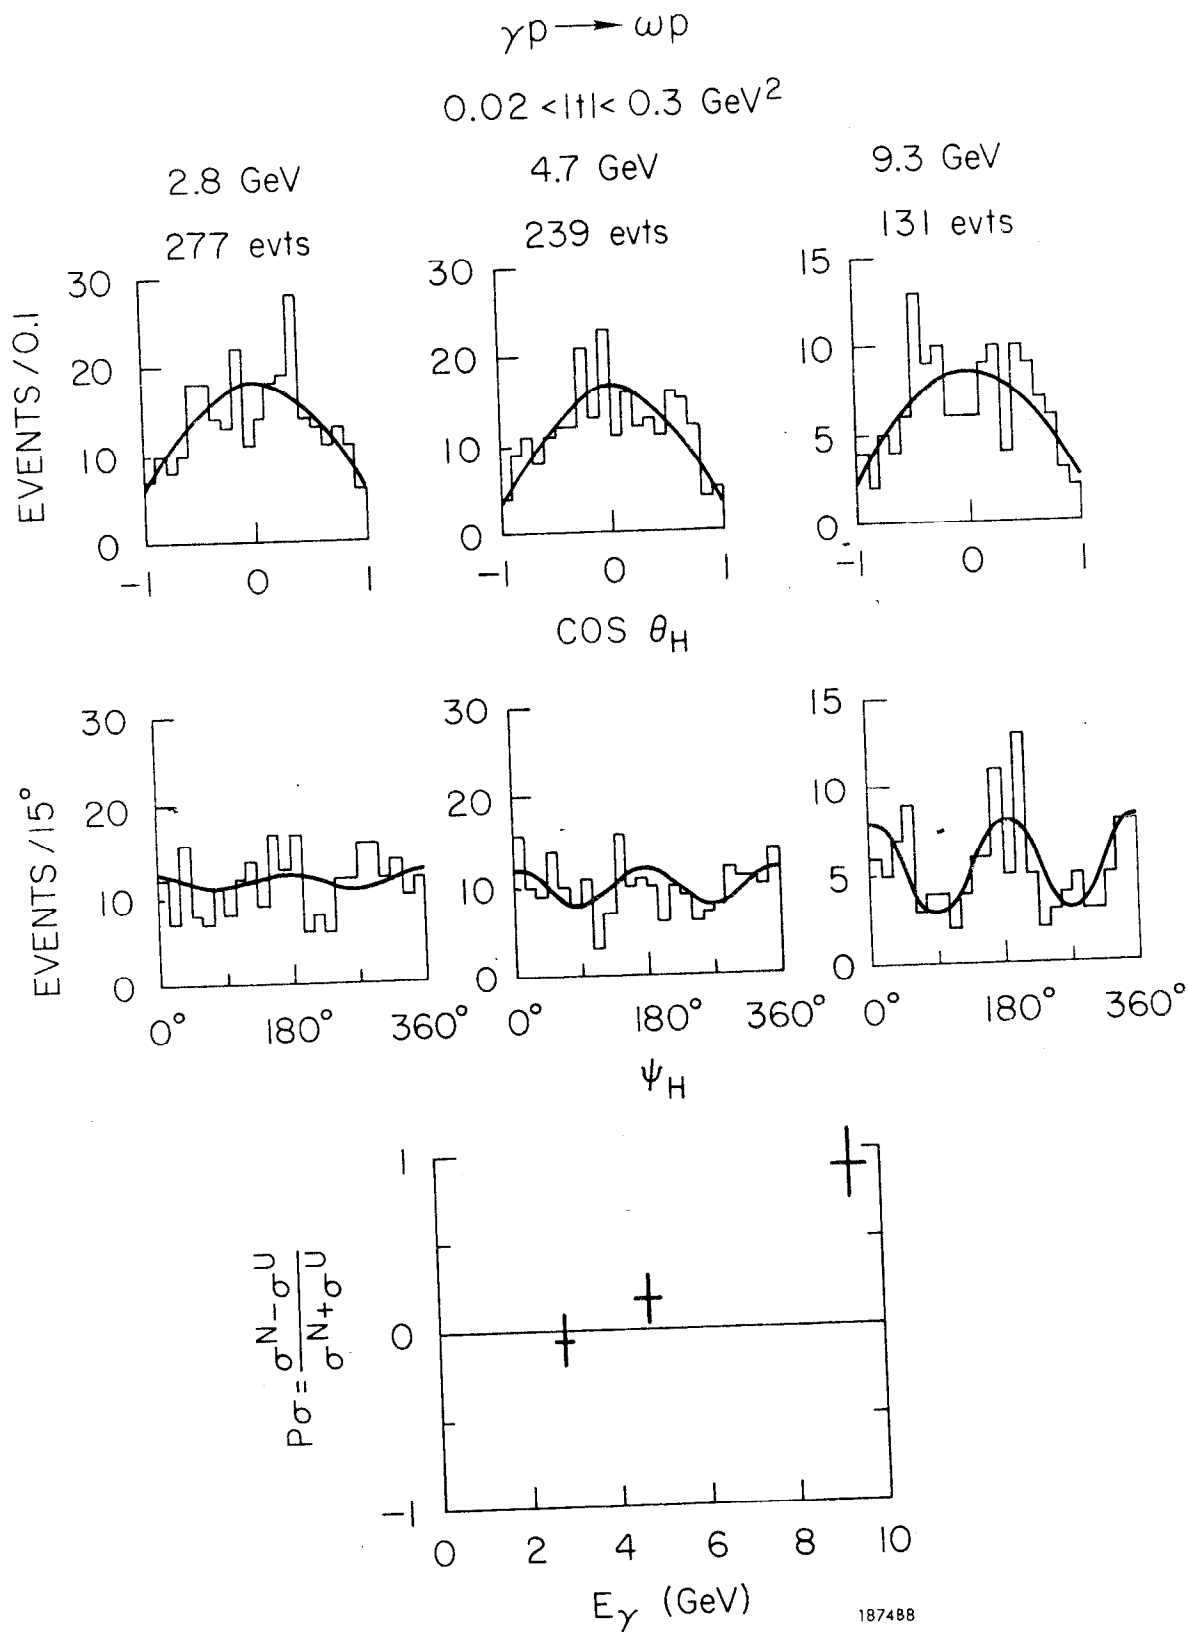 γp → ωp
0.02 <|t|< 0.3 GeV²
2.8 GeV 4.7 GeV 9.3 GeV
277 evts 239 evts 131 evts
EVENTS/0.1
30 20 10 0
-1 0 1
30 20 10 0
-1 0 1
15 10 5 0
-1 0 1
COS θH
EVENTS/15°
30 20 10 0
0° 180° 360°
30 20 10 0
0° 180° 360°
15 10 5 0
0° 180° 360°
ψH
Pσ = σN-σU / σN+σU
1
0
-1
0 2 4 6 8 10
Eγ (GeV)
1874B8